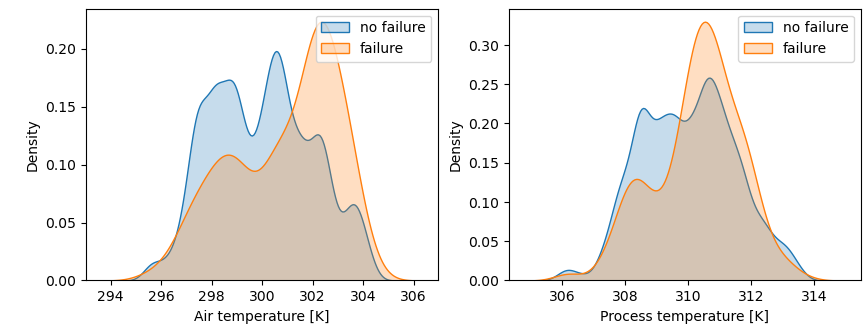 no failure
failure
0.20
0.15
0.10
0.05
0.00
Density
294 296 298 300 302 304 306
Air temperature [K]
no failure
failure
0.30
0.25
0.20
0.15
0.10
0.05
0.00
Density
306 308 310 312 314
Process temperature [K]